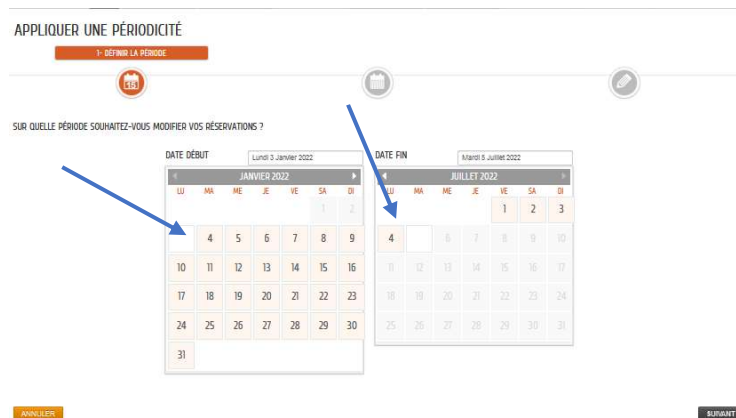 APPLIQUER UNE PÉRIODICITÉ
1- DÉFINIR LA PÉRIODE
15
SUR QUELLE PÉRIODE SOUHAITEZ-VOUS MODIFIER VOS RÉSERVATIONS ?
DATE DÉBUT Lundi 3 Janvier 2022
JANVIER 2022
LU MA ME JE VE SA DI
1 2
4 5 6 7 8 9
10 11 12 13 14 15 16
17 18 19 20 21 22 23
24 25 26 27 28 29 30
31
DATE FIN Mardi 5 Juillet 2022
JUILLET 2022
LU MA ME JE VE SA DI
1 2 3
4 6 7 8 9 10
11 12 13 14 15 16 17
18 19 20 21 22 23 24
25 26 27 28 29 30 31
ANNULER
SUIVANT